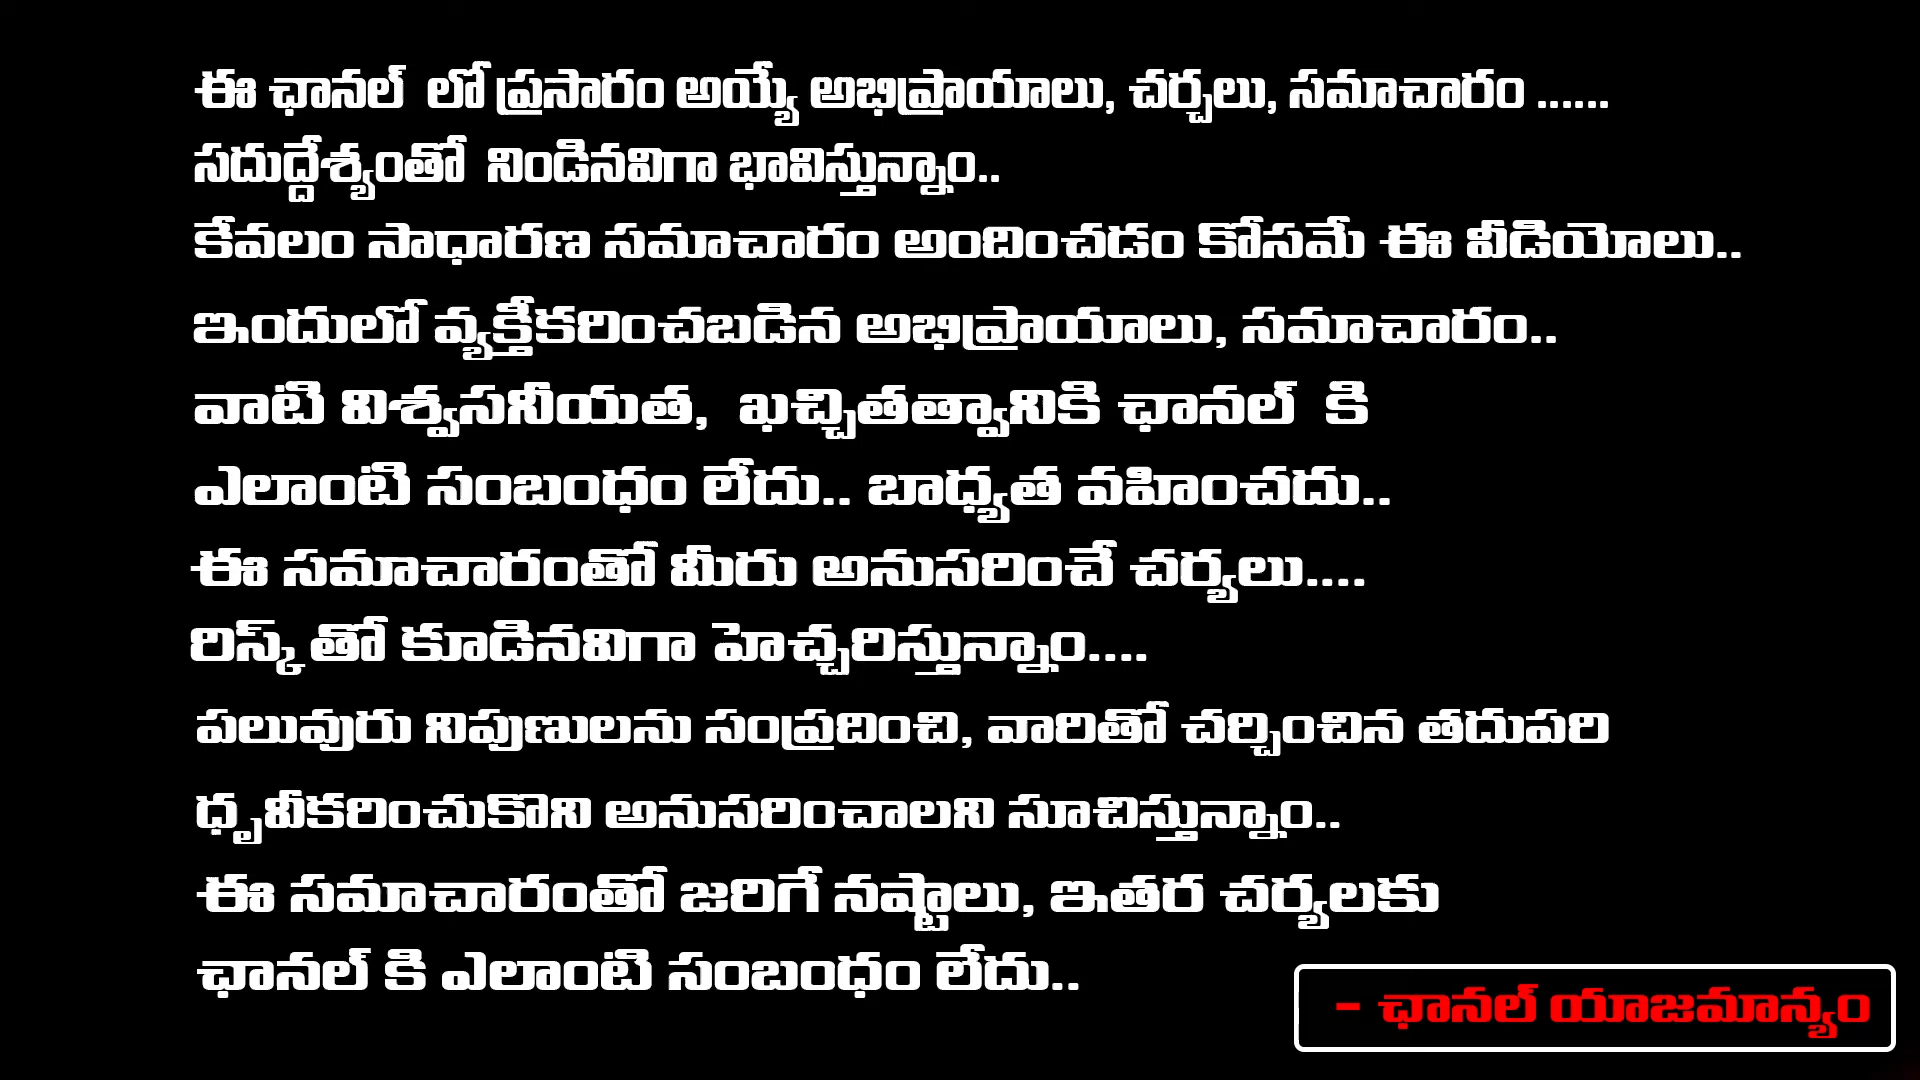 ఈ ఛానల్ లో ప్రసారం అయ్యే అభిప్రాయాలు, చర్చలు, సమాచారం ......
సదుద్దేశ్యంతో నిండినవిగా భావిస్తున్నాం..
కేవలం సాధారణ సమాచారం అందించడం కోసమే ఈ వీడియోలు..
ఇందులో వ్యక్తీకరించబడిన అభిప్రాయాలు, సమాచారం..
వాటి విశ్వసనీయత, ఖచ్చితత్వానికి ఛానల్ కి
ఎలాంటి సంబంధం లేదు.. బాధ్యత వహించదు..
ఈ సమాచారంతో మీరు అనుసరించే చర్యలు....
రిస్క్ తో కూడినవిగా హెచ్చరిస్తున్నాం....
పలువురు నిపుణులను సంప్రదించి, వారితో చర్చించిన తదుపరి
ధృవీకరించుకొని అనుసరించాలని సూచిస్తున్నాం..
ఈ సమాచారంతో జరిగే నష్టాలు, ఇతర చర్యలకు
ఛానల్ కి ఎలాంటి సంబంధం లేదు..
- ఛానల్ యాజమాన్యం